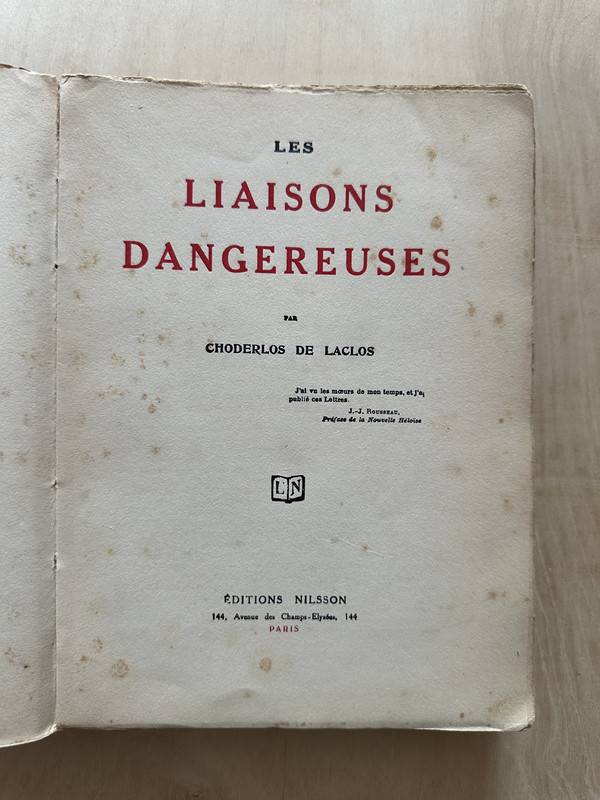 LES
LIAISONS
DANGEREUSES
PAR
CHODERLOS DE LACLOS
J'ai vu les mœurs de mon temps, et j'ai
publié ces Lettres.
J.-J. ROUSSEAU,
Préface de la Nouvelle Héloïse
LN
ÉDITIONS NILSSON
144, Avenue des Champs-Elysées, 144
PARIS